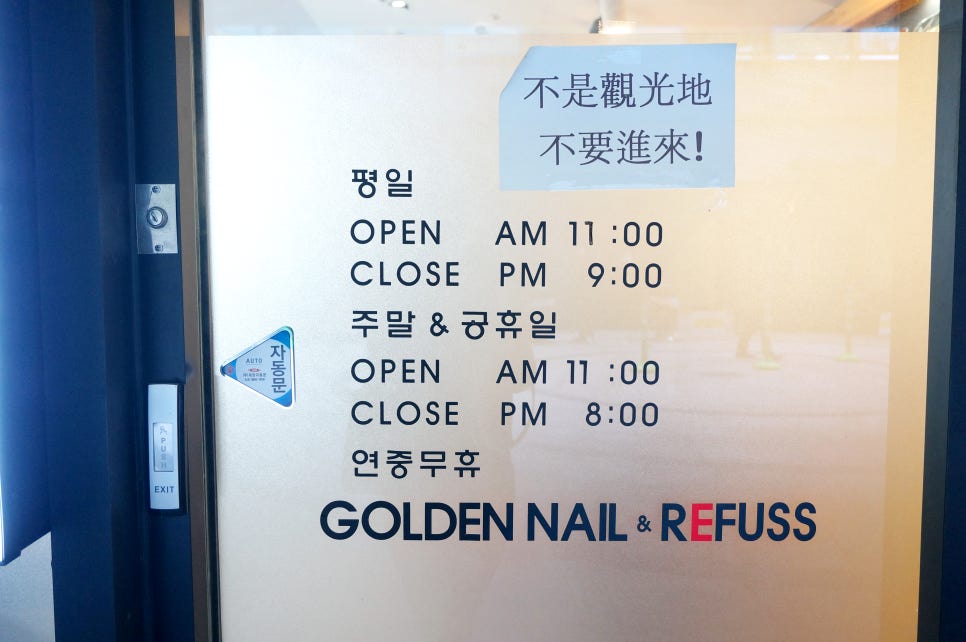 不是觀光地
不要進來!
평일
OPEN AM 11:00
CLOSE PM 9:00
주말 & 공휴일
OPEN AM 11:00
CLOSE PM 8:00
연중무휴
GOLDEN NAIL & REFUSS
AUTO
자동문
PUSH
EXIT